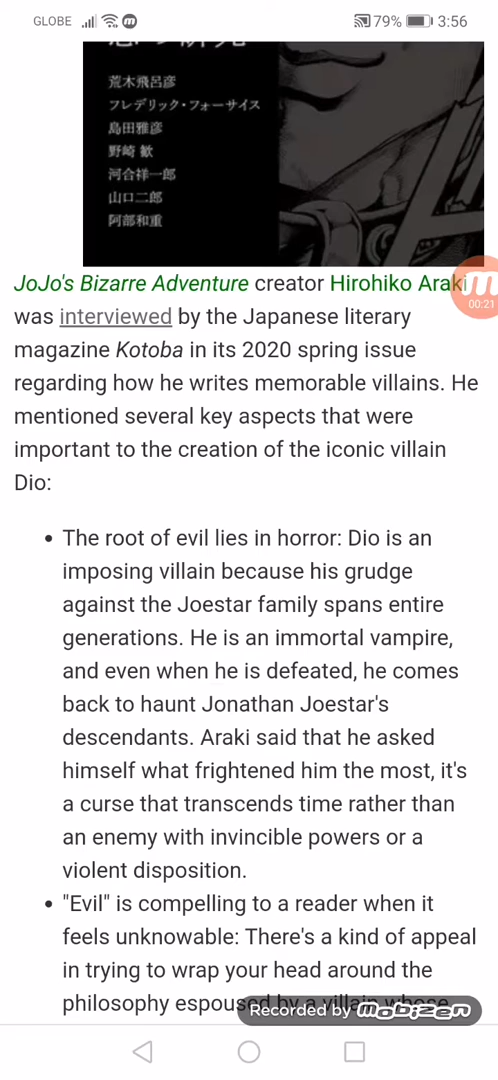 GLOBE 79% 3:56
荒木飛呂彦
フレデリック・フォーサイス
島田雅彦
野崎 歓
河合祥一郎
山口二郎
阿部和重
JoJo's Bizarre Adventure creator Hirohiko Araki
00:21
was interviewed by the Japanese literary
magazine Kotoba in its 2020 spring issue
regarding how he writes memorable villains. He
mentioned several key aspects that were
important to the creation of the iconic villain
Dio:
• The root of evil lies in horror: Dio is an
imposing villain because his grudge
against the Joestar family spans entire
generations. He is an immortal vampire,
and even when he is defeated, he comes
back to haunt Jonathan Joestar's
descendants. Araki said that he asked
himself what frightened him the most, it's
a curse that transcends time rather than
an enemy with invincible powers or a
violent disposition.
• "Evil" is compelling to a reader when it
feels unknowable: There's a kind of appeal
in trying to wrap your head around the
philosophy espoused by a villain whose
Recorded by mobizen